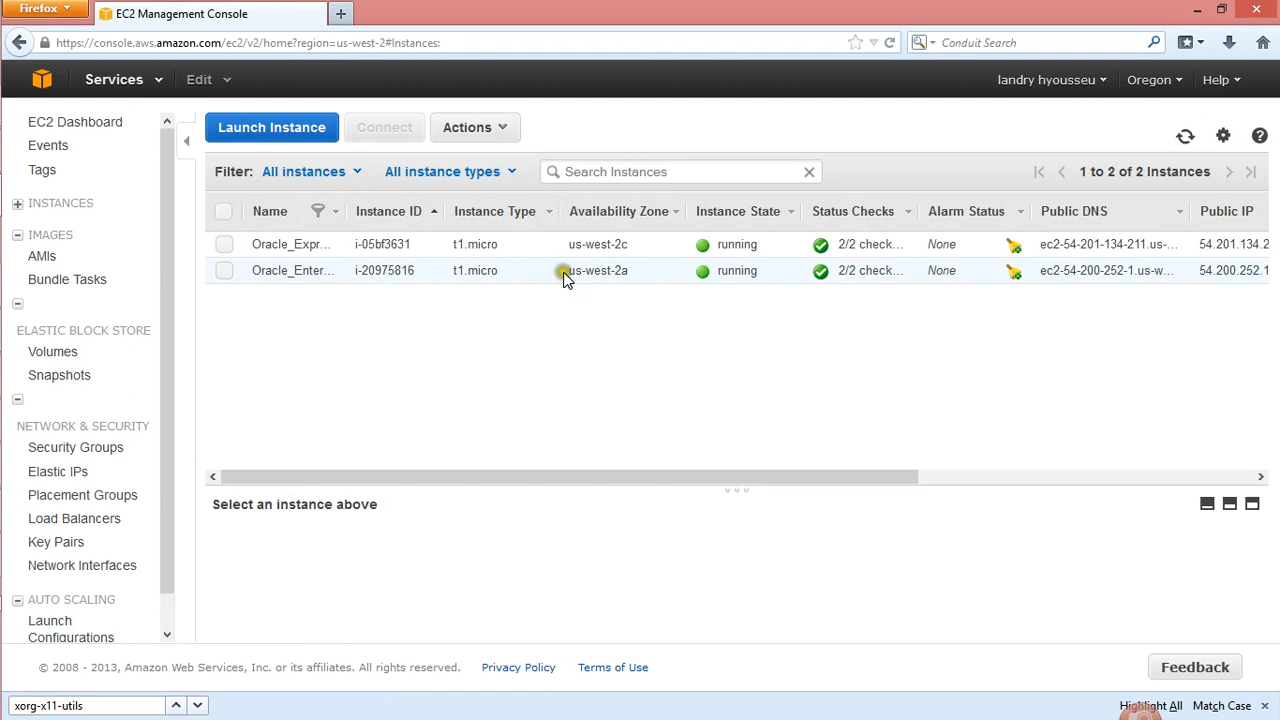 Firefox
EC2 Management Console
https://console.aws.amazon.com/ec2/v2/home?region=us-west-2#Instances:
Conduit Search
Services
Edit
landry hyousseu
Oregon
Help
EC2 Dashboard
Events
Tags
INSTANCES
IMAGES
AMIs
Bundle Tasks
ELASTIC BLOCK STORE
Volumes
Snapshots
NETWORK & SECURITY
Security Groups
Elastic IPs
Placement Groups
Load Balancers
Key Pairs
Network Interfaces
AUTO SCALING
Launch
Configurations
Launch Instance
Connect
Actions
Filter: All instances All instance types Search Instances 1 to 2 of 2 Instances
Name Instance ID Instance Type Availability Zone Instance State Status Checks Alarm Status Public DNS Public IP
Oracle_Expr... i-05bf3631 t1.micro us-west-2c running 2/2 check... None ec2-54-201-134-211.us-... 54.201.134.2
Oracle_Enter... i-20975816 t1.micro us-west-2a running 2/2 check... None ec2-54-200-252-1.us-w... 54.200.252.1
Select an instance above
© 2008 - 2013, Amazon Web Services, Inc. or its affiliates. All rights reserved. Privacy Policy Terms of Use
Feedback
xorg-x11-utils
Highlight All Match Case